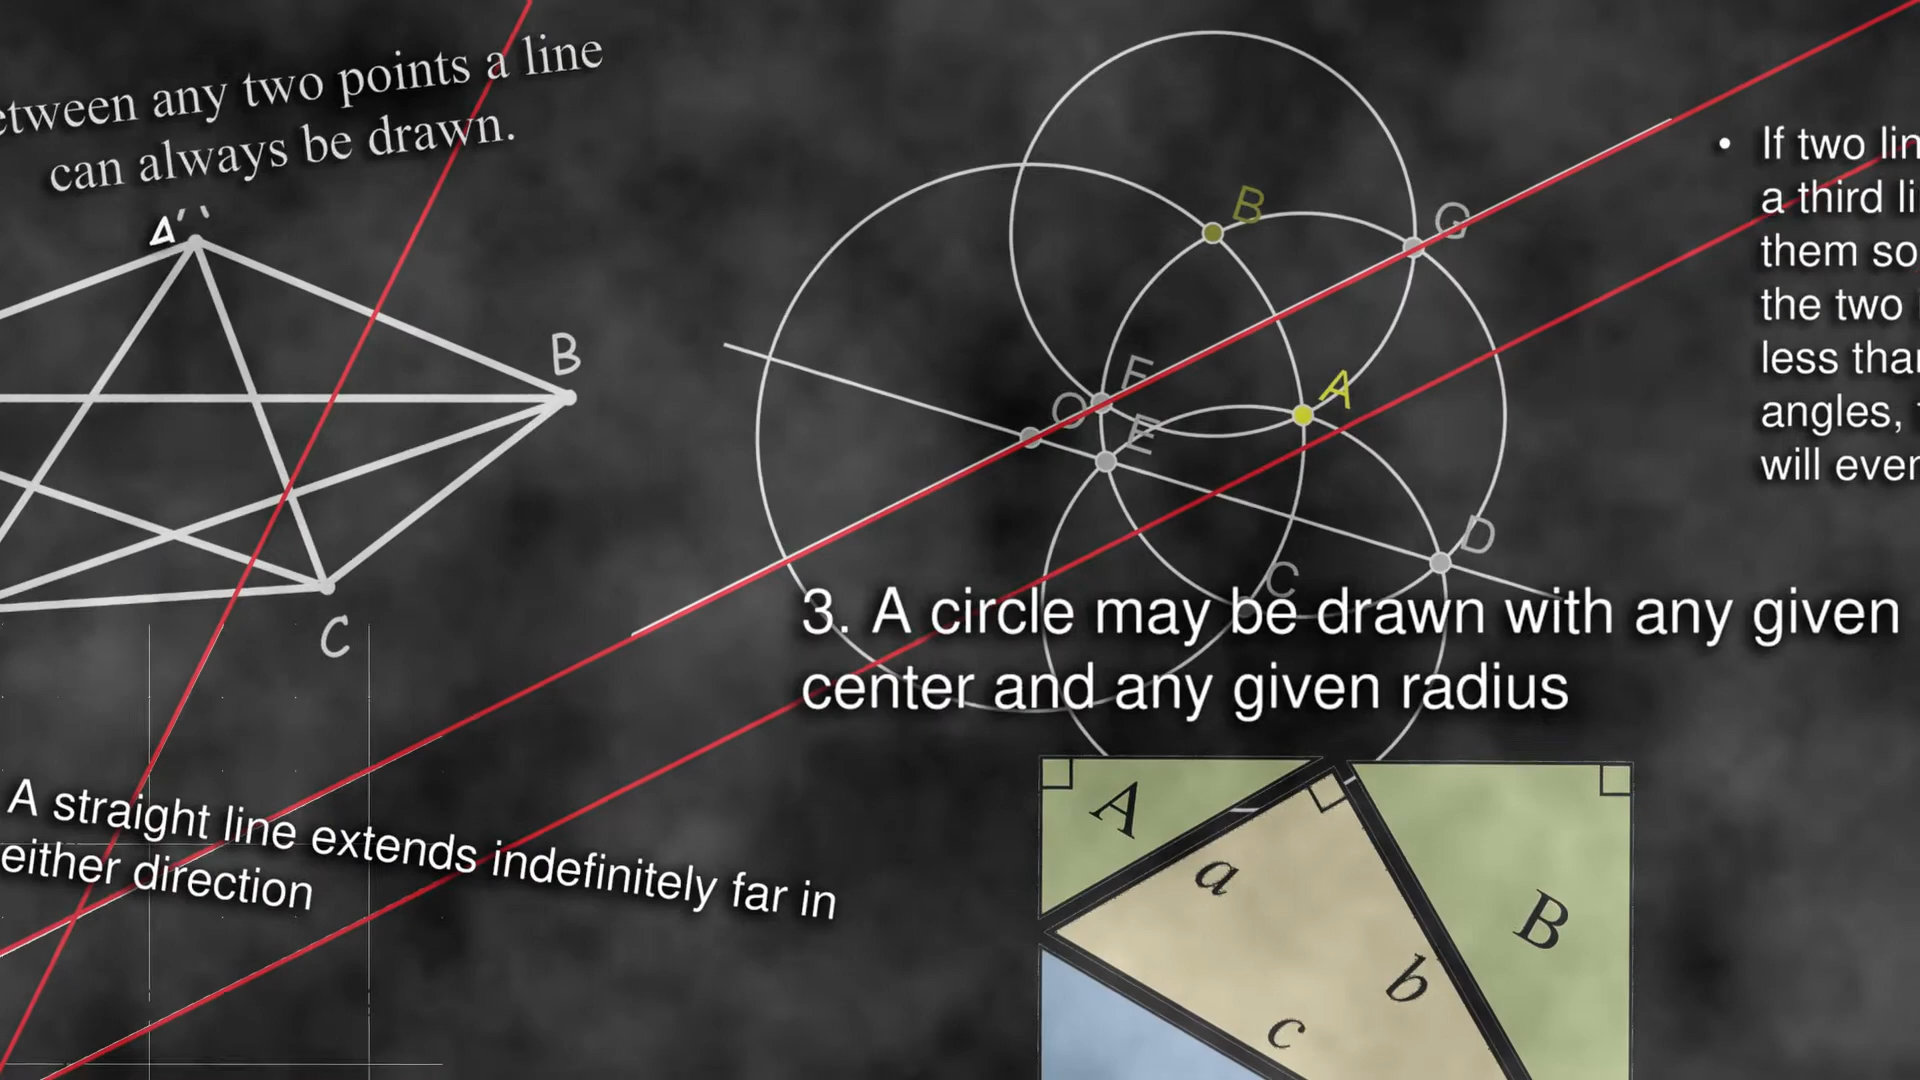 etween any two points a line
can always be drawn.
A
B
C
B
G
F
O
A
E
D
C
• If two lin
a third li
them so
the two
less than
angles,
will ever
3. A circle may be drawn with any given
center and any given radius
A straight line extends indefinitely far in
either direction
A
a
B
b
c